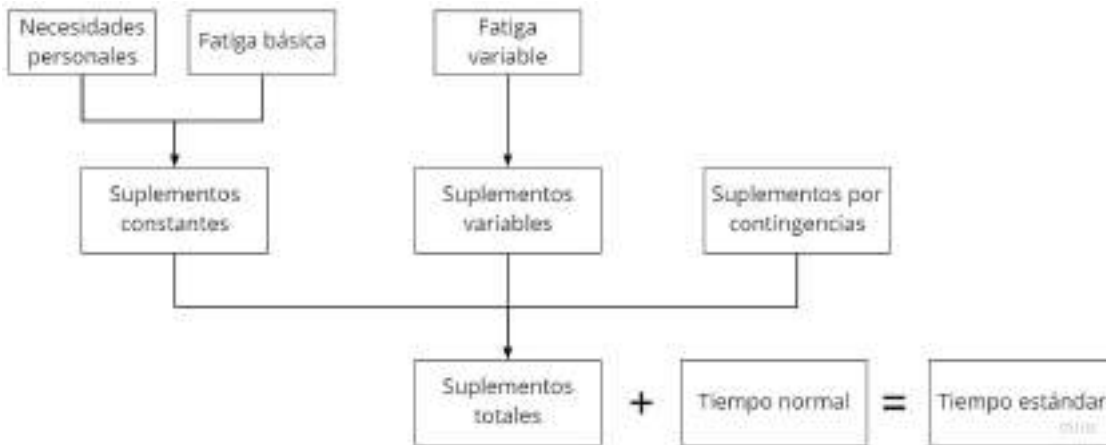 Necesidades
personales
Fatiga básica
Fatiga
variable
Suplementos
constantes
Suplementos
variables
Suplementos por
contingencias
Suplementos
totales
+
Tiempo normal
=
Tiempo estándar
miro